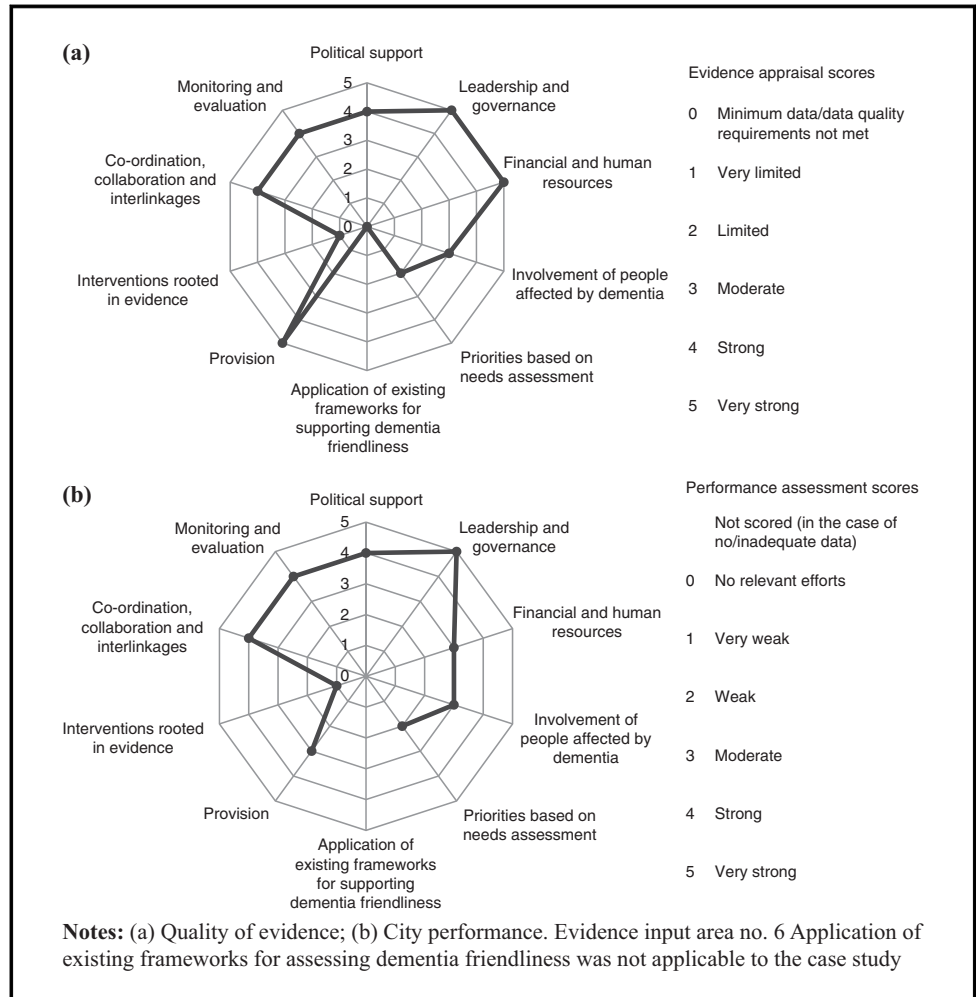 (a)
Political support
Leadership and
governance
Financial and human
resources
Involvement of people
affected by dementia
Priorities based on
needs assessment
Application of existing
frameworks for
supporting dementia
friendliness
Provision
Interventions rooted
in evidence
Co-ordination,
collaboration and
interlinkages
Monitoring and
evaluation
5
4
3
2
1
0
Evidence appraisal scores
0 Minimum data/data quality
requirements not met
1 Very limited
2 Limited
3 Moderate
4 Strong
5 Very strong
(b)
Political support
Leadership and
governance
Financial and human
resources
Involvement of
people affected by
dementia
Priorities based on
needs assessment
Application of
existing frameworks
for supporting
dementia friendliness
Provision
Interventions rooted
in evidence
Co-ordination,
collaboration and
interlinkages
Monitoring and
evaluation
5
4
3
2
1
0
Performance assessment scores
Not scored (in the case of
no/inadequate data)
0 No relevant efforts
1 Very weak
2 Weak
3 Moderate
4 Strong
5 Very strong
Notes: (a) Quality of evidence; (b) City performance. Evidence input area no. 6 Application of
existing frameworks for assessing dementia friendliness was not applicable to the case study